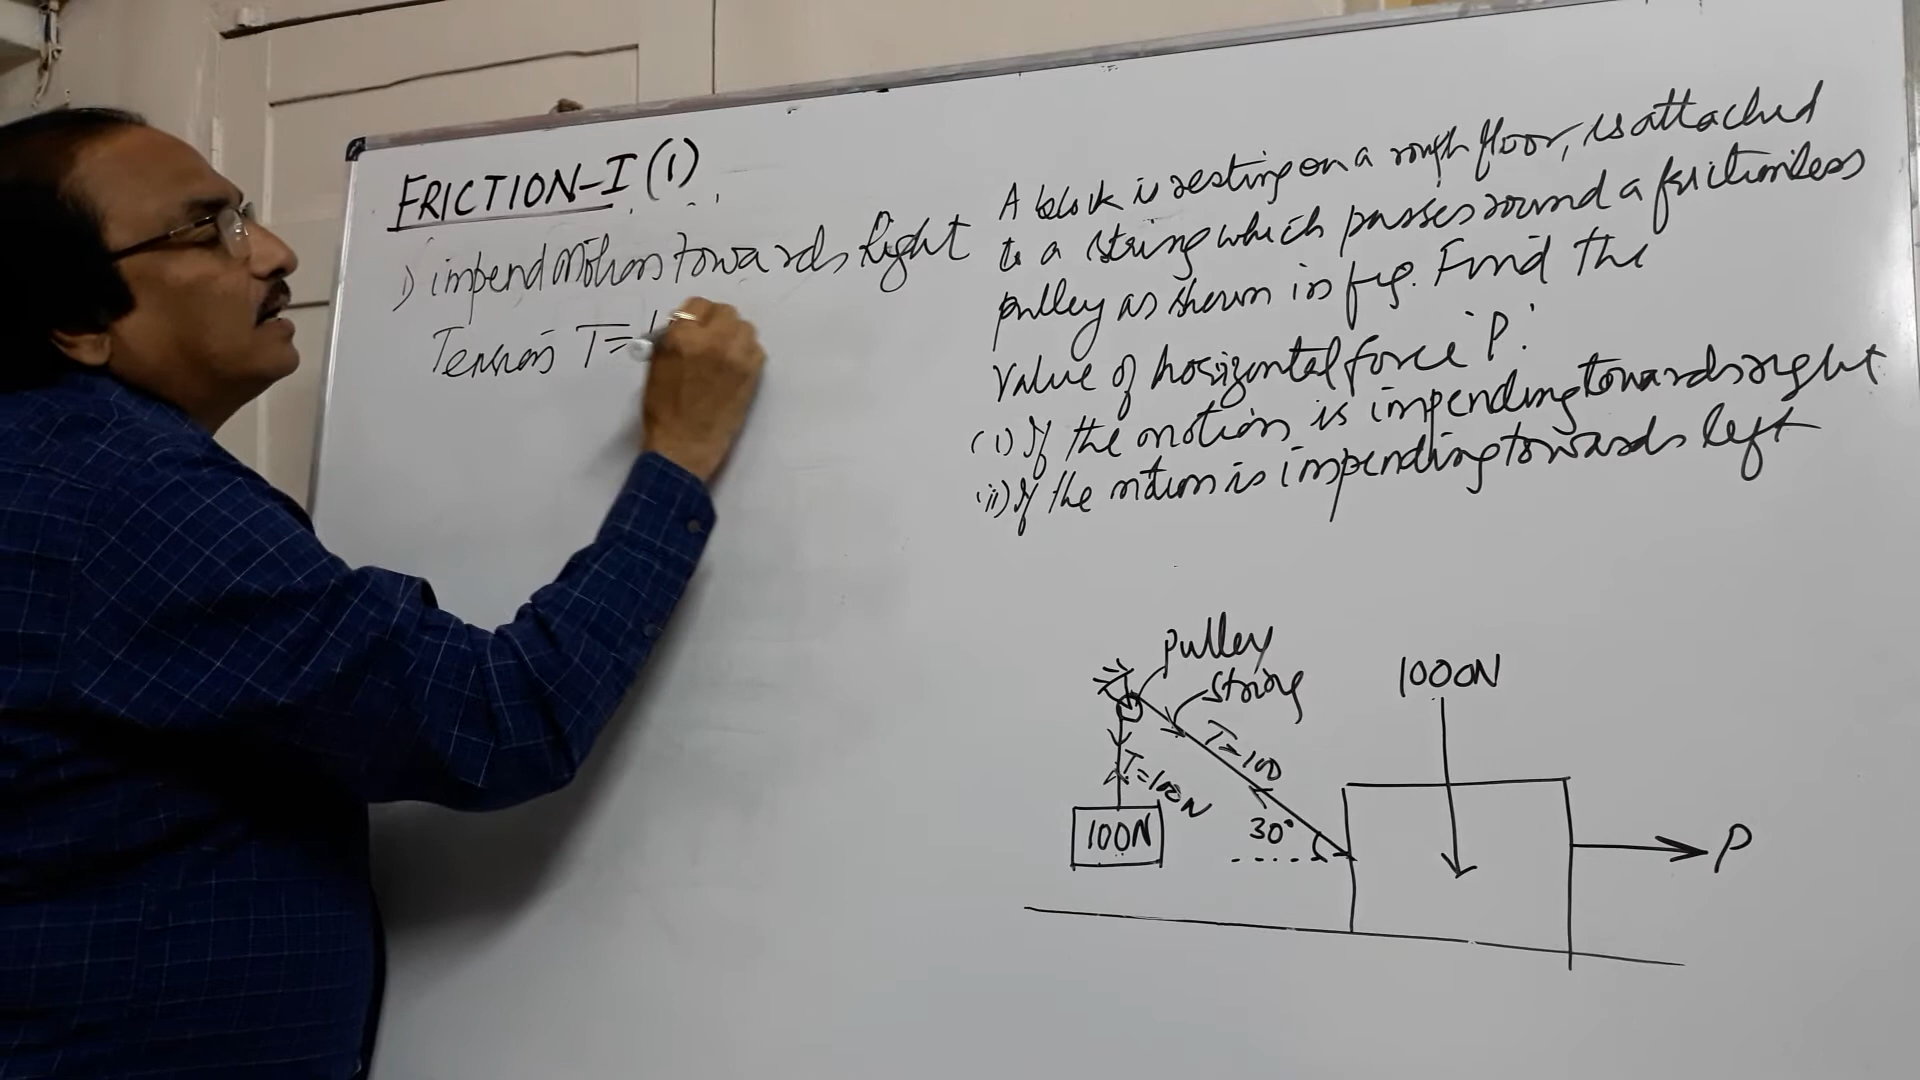 FRICTION-I (1)
1) impend motion towards Right
Tension T=
A block is resting on a rough floor, is attached
to a string which passes round a frictionless
pulley as shown in fig. Find the
Value of horizontal force 'P'.
(i) If the motion is impending towards right
(ii) If the motion is impending towards left
pulley
string
1000N
T=100
T=100N
30°
100N
P